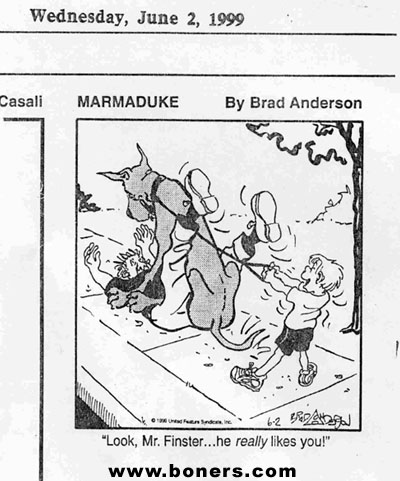 Wednesday, June 2, 1999
Casali
MARMADUKE By Brad Anderson
© 1999 United Feature Syndicate, Inc.
6-2
BRAD ANDERSON
"Look, Mr. Finster...he really likes you!"
www.boners.com